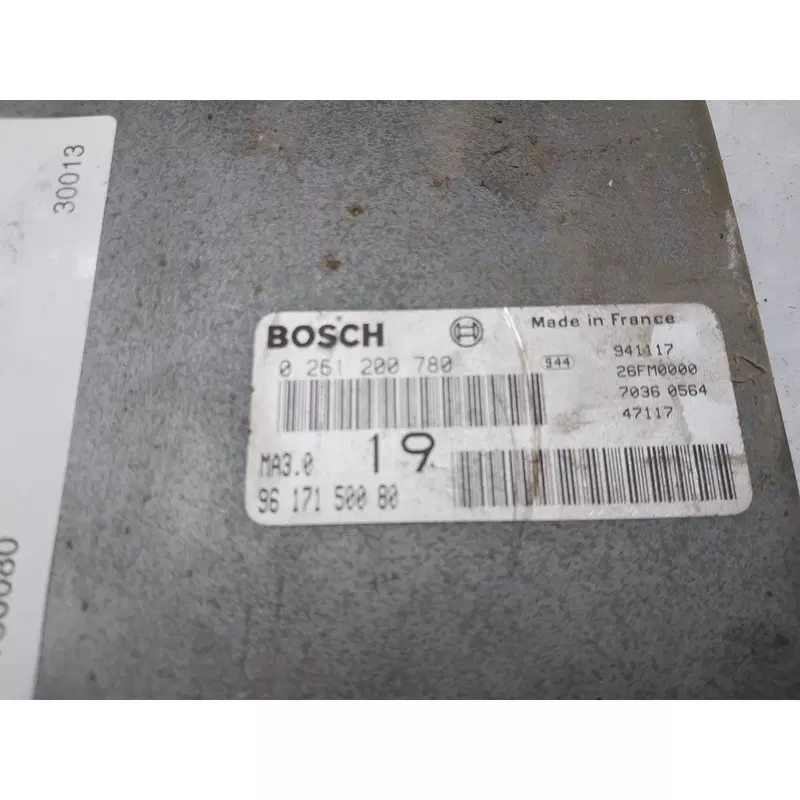 30013
BOSCH
Made in France
0 261 200 780
944
941117
26FM0000
7036 0564
47117
MA3.0
19
96 171 500 80